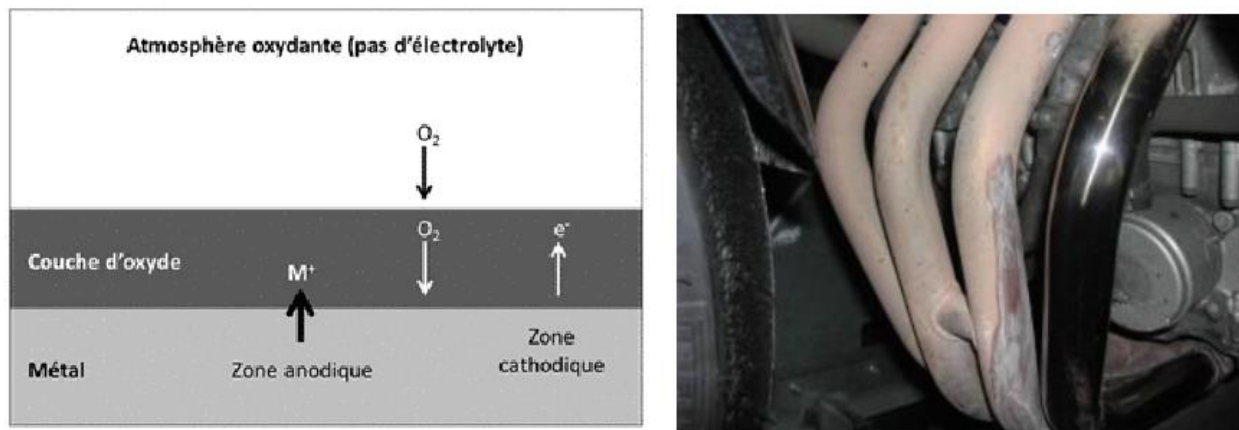 Atmosphère oxydante (pas d'électrolyte)
O₂
O₂
e⁻
Couche d'oxyde
M⁺
Métal
Zone anodique
Zone
cathodique